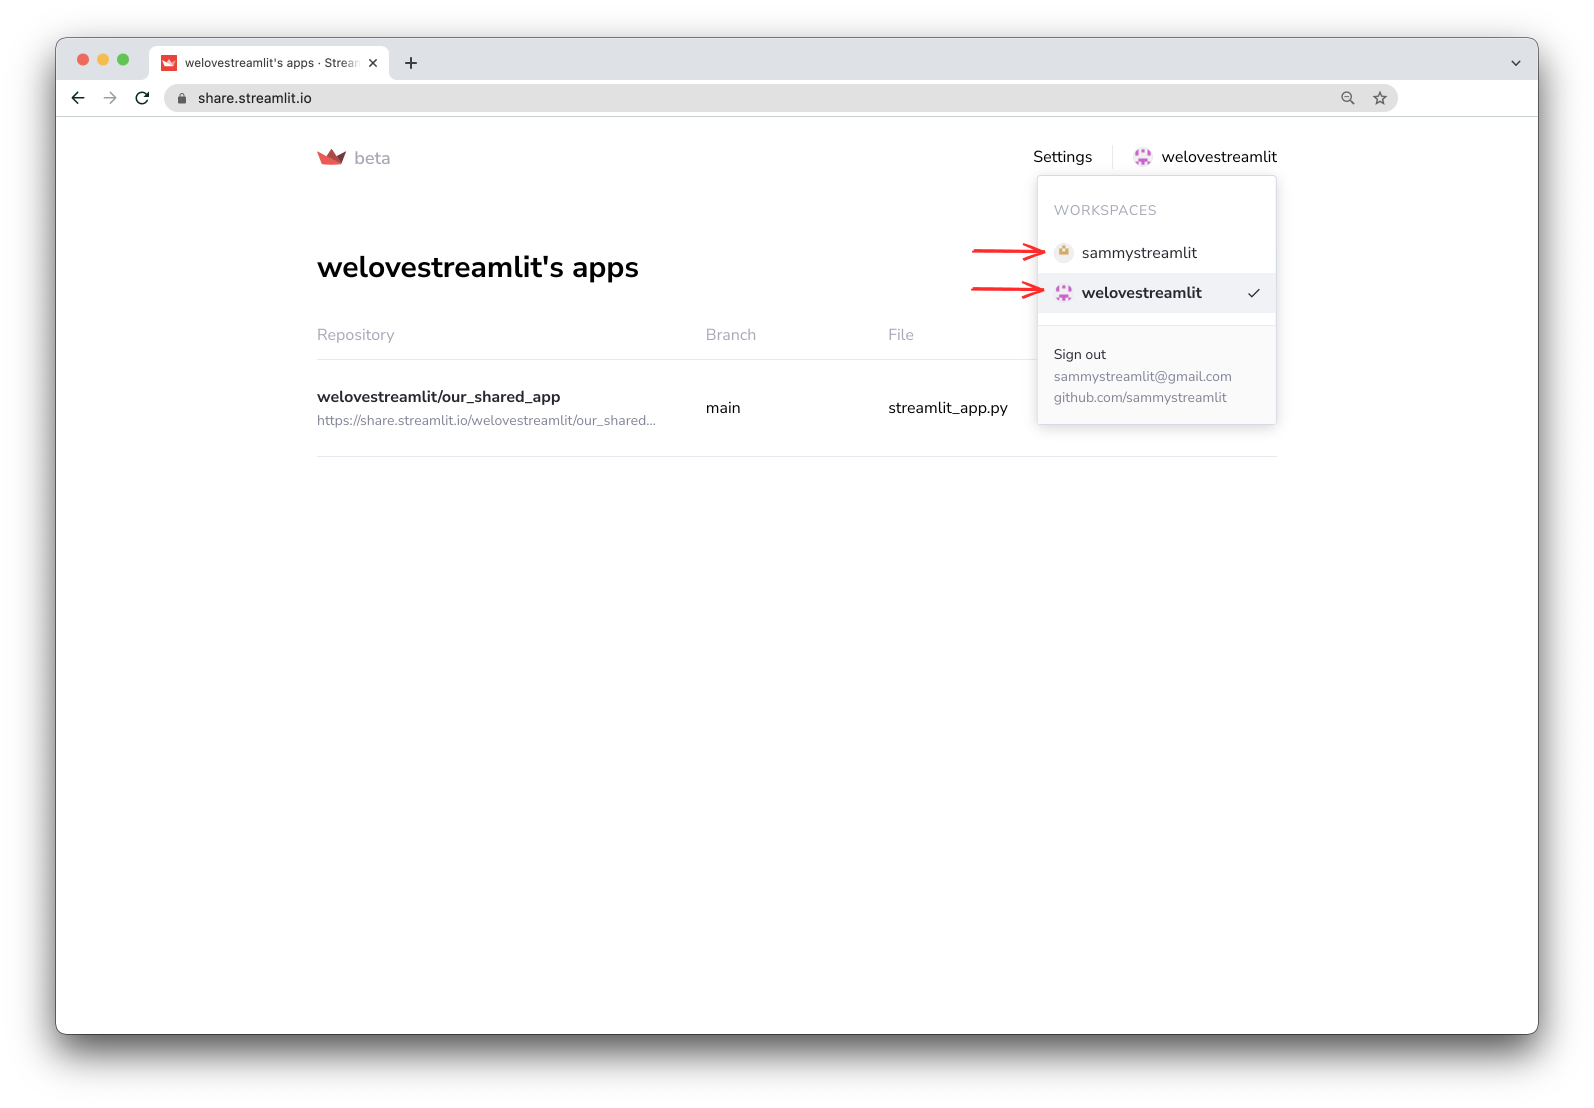 welovestreamlit's apps · Strea
share.streamlit.io
beta
Settings
welovestreamlit
WORKSPACES
sammystreamlit
welovestreamlit
Sign out
sammystreamlit@gmail.com
github.com/sammystreamlit
welovestreamlit's apps
Repository Branch File
welovestreamlit/our_shared_app
https://share.streamlit.io/welovestreamlit/our_shared...
main
streamlit_app.py